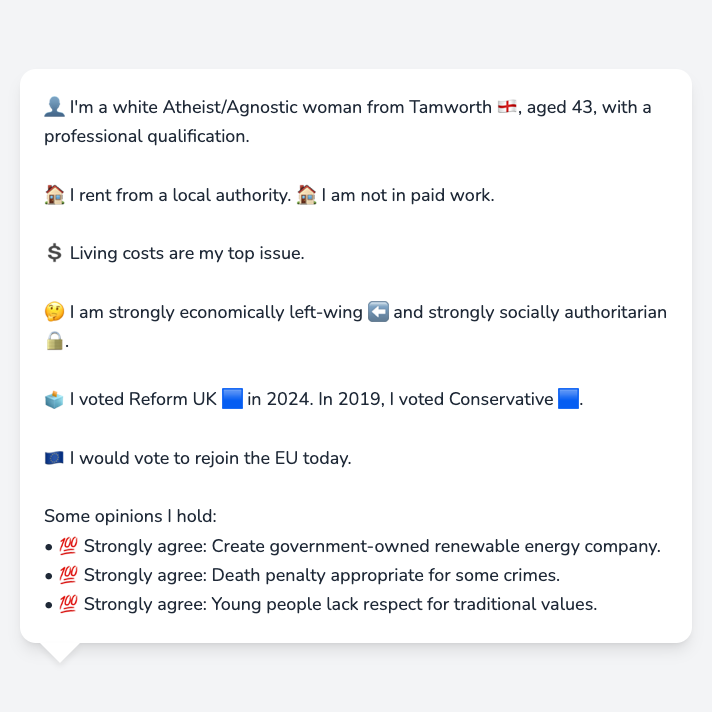 👤 I'm a white Atheist/Agnostic woman from Tamworth 🏴󠁧󠁢󠁥󠁮󠁧󠁿, aged 43, with a
professional qualification.
🏠 I rent from a local authority. 🏠 I am not in paid work.
💲 Living costs are my top issue.
🤔 I am strongly economically left-wing ⬅️ and strongly socially authoritarian
🔒.
🗳️ I voted Reform UK 🟦 in 2024. In 2019, I voted Conservative 🟦.
🇪🇺 I would vote to rejoin the EU today.
Some opinions I hold:
• 💯 Strongly agree: Create government-owned renewable energy company.
• 💯 Strongly agree: Death penalty appropriate for some crimes.
• 💯 Strongly agree: Young people lack respect for traditional values.